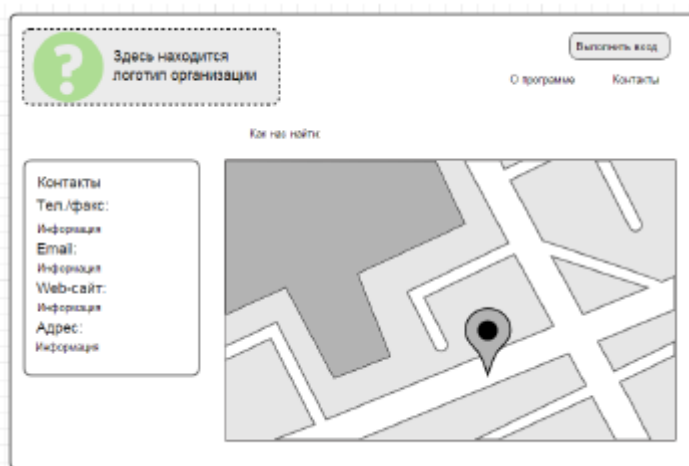 Здесь находится
логотип организации
Выполнить вход
О программе Контакты
Как нас найти:
Контакты
Тел./факс:
Информация
Email:
Информация
Web-сайт:
Информация
Адрес:
Информация